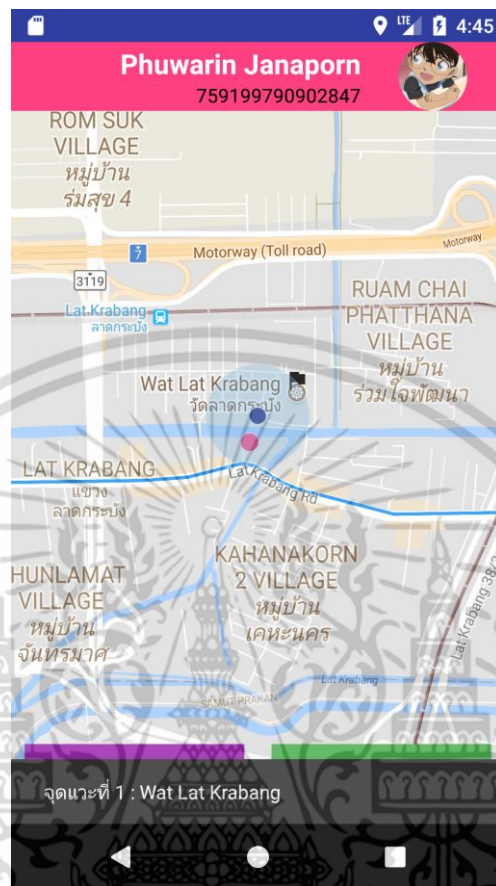 LTE 4:45
Phuwarin Janaporn
759199790902847
ROM SUK
VILLAGE
หมู่บ้าน
ร่มสุข 4
7
Motorway (Toll road)
Motorway
3119
Lat Krabang
ลาดกระบัง
RUAM CHAI
PHATTHANA
VILLAGE
หมู่บ้าน
ร่วมใจพัฒนา
Wat Lat Krabang
วัดลาดกระบัง
LAT KRABANG
แขวง
ลาดกระบัง
Lat Krabang Rd
KAHANAKORN
2 VILLAGE
หมู่บ้าน
เคหะนคร
HUNLAMAT
VILLAGE
หมู่บ้าน
จันทรมาศ
Lat Krabang
SAMUT PRAKAN
จุดแวะที่ 1 : Wat Lat Krabang